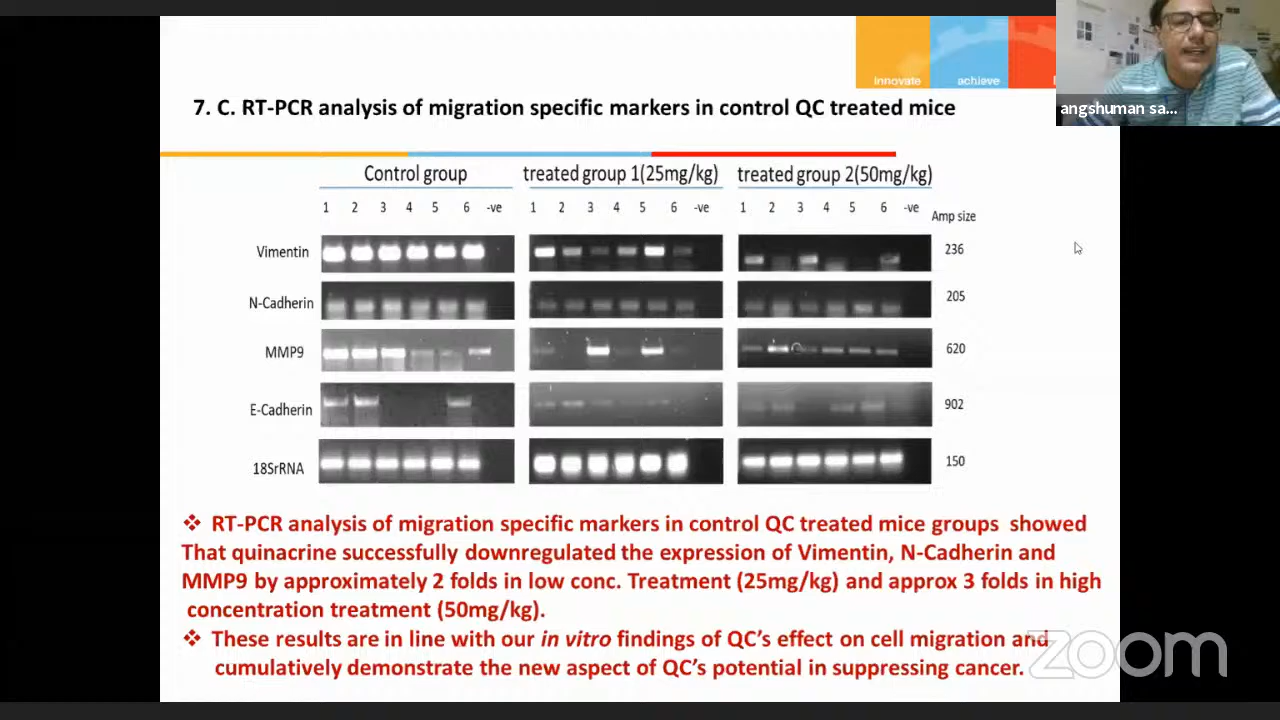 innovate achieve
angshuman sa...
7. C. RT-PCR analysis of migration specific markers in control QC treated mice
Control group treated group 1(25mg/kg) treated group 2(50mg/kg)
1 2 3 4 5 6 -ve 1 2 3 4 5 6 -ve 1 2 3 4 5 6 -ve
Amp size
Vimentin 236
N-Cadherin 205
MMP9 620
E-Cadherin 902
18SrRNA 150
❖ RT-PCR analysis of migration specific markers in control QC treated mice groups showed
That quinacrine successfully downregulated the expression of Vimentin, N-Cadherin and
MMP9 by approximately 2 folds in low conc. Treatment (25mg/kg) and approx 3 folds in high
concentration treatment (50mg/kg).
❖ These results are in line with our in vitro findings of QC’s effect on cell migration and
cumulatively demonstrate the new aspect of QC’s potential in suppressing cancer.
zoom